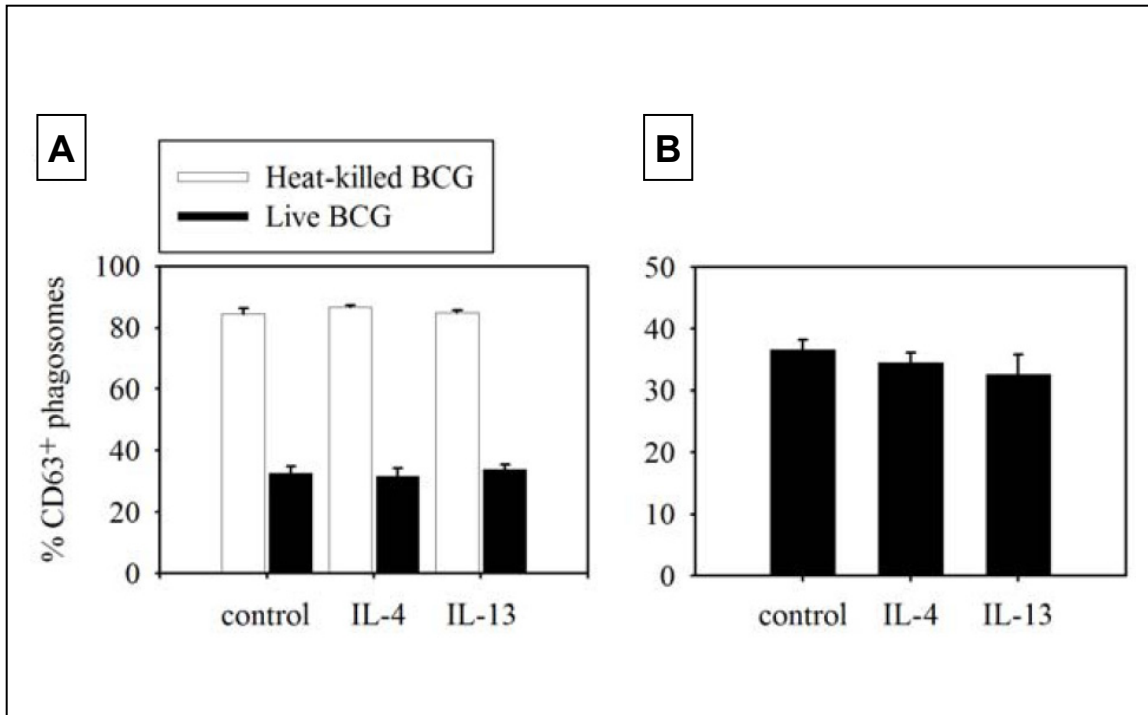 A
B
Heat-killed BCG
Live BCG
% CD63+ phagosomes
100
80
60
40
20
0
control IL-4 IL-13
50
40
30
20
10
0
control IL-4 IL-13